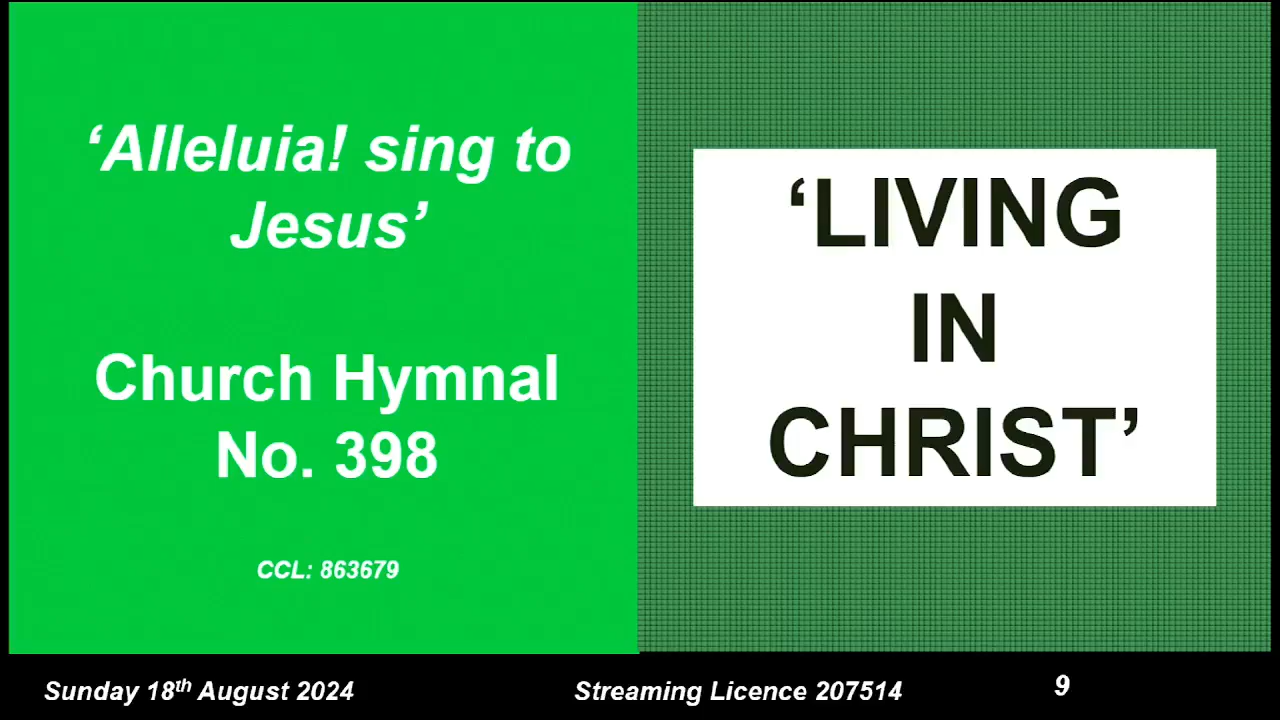 ‘Alleluia! sing to
Jesus’
Church Hymnal
No. 398
CCL: 863679
‘LIVING
IN
CHRIST’
Sunday 18th August 2024
Streaming Licence 207514
9